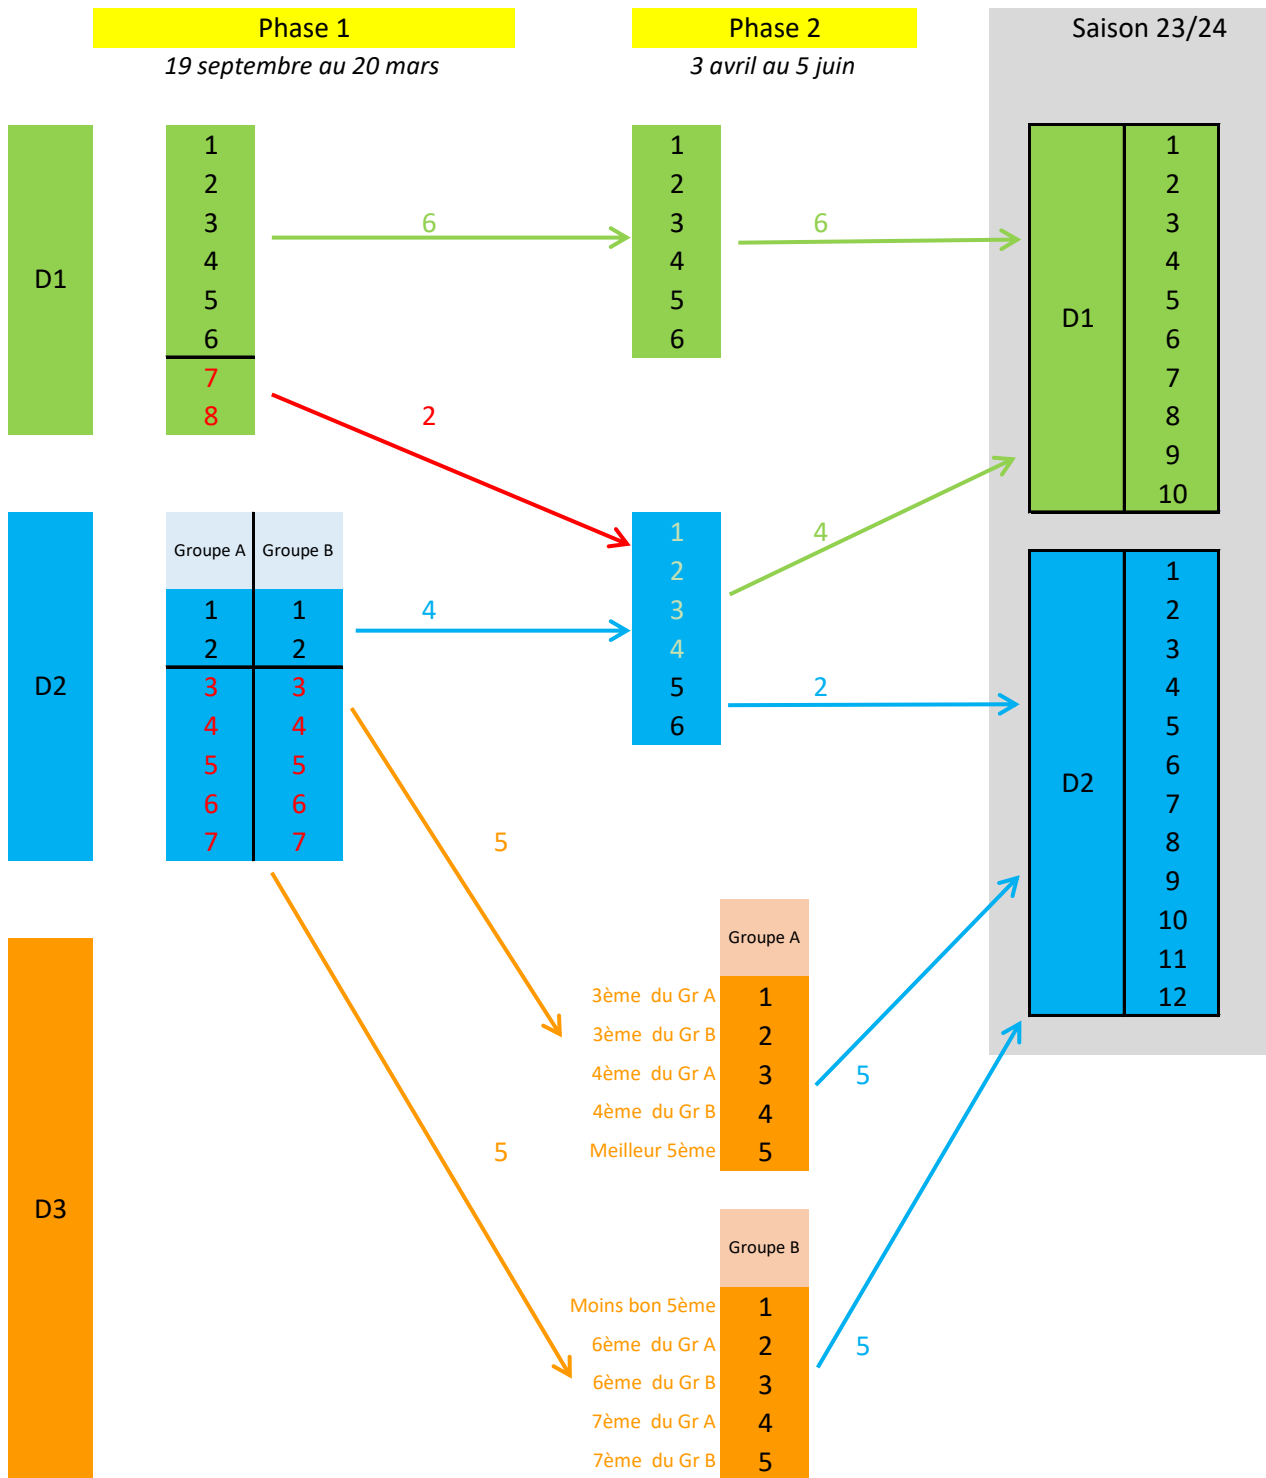 Phase 1
Phase 2
Saison 23/24
19 septembre au 20 mars
3 avril au 5 juin
D1
1
2
3
4
5
6
7
8
6
2
1
2
3
4
5
6
6
4
D1
1
2
3
4
5
6
7
8
9
10
D2
Groupe A
Groupe B
1 1
2 2
3 3
4 4
5 5
6 6
7 7
4
5
5
1
2
3
4
5
6
2
D2
1
2
3
4
5
6
7
8
9
10
11
12
D3
Groupe A
3ème du Gr A 1
3ème du Gr B 2
4ème du Gr A 3
4ème du Gr B 4
Meilleur 5ème 5
5
Groupe B
Moins bon 5ème 1
6ème du Gr A 2
6ème du Gr B 3
7ème du Gr A 4
7ème du Gr B 5
5